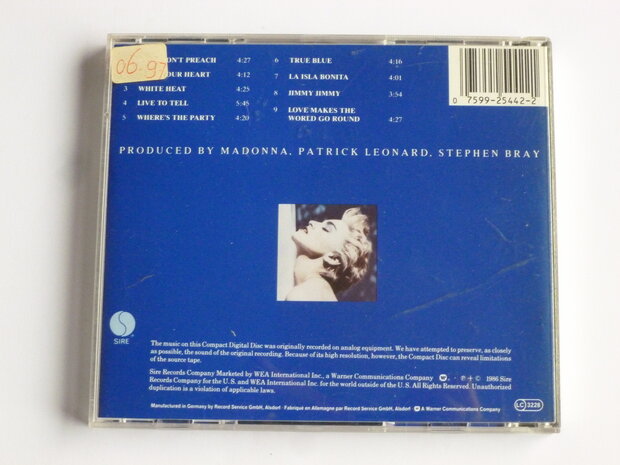 06.97
ON'T PREACH 4:27
OUR HEART 4:12
3 WHITE HEAT 4:25
4 LIVE TO TELL 5:45
5 WHERE'S THE PARTY 4:20
6 TRUE BLUE 4:16
7 LA ISLA BONITA 4:01
8 JIMMY JIMMY 3:54
9 LOVE MAKES THE
WORLD GO ROUND 4:27
0 7599-25442-2
PRODUCED BY MADONNA, PATRICK LEONARD, STEPHEN BRAY
SIRE
The music on this Compact Digital Disc was originally recorded on analog equipment. We have attempted to preserve, as closely
as possible, the sound of the original recording. Because of its high resolution, however, the Compact Disc can reveal limitations
of the source tape.
Sire Records Company Marketed by WEA International Inc., a Warner Communications Company · ℗ + © 1986 Sire
Records Company for the U.S. and WEA International Inc. for the world outside of the U.S. All Rights Reserved. Unauthorized
duplication is a violation of applicable laws.
Manufactured in Germany by Record Service GmbH, Alsdorf · Fabriqué en Allemagne par Record Service GmbH, Alsdorf A Warner Communications Company
LC 3228